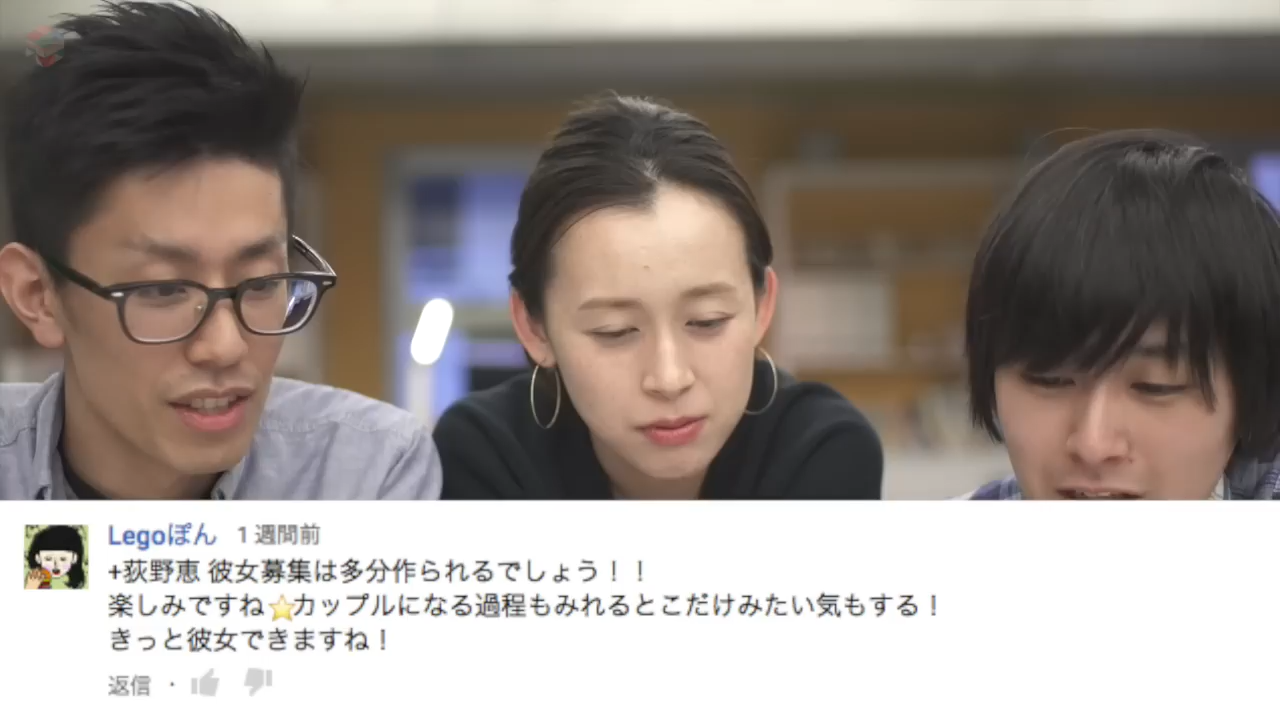 Legoぽん 1 週間前
+荻野恵 彼女募集は多分作られるでしょう！！
楽しみですね⭐カップルになる過程もみれるとこだけみたい気もする！
きっと彼女できますね！
返信 ・